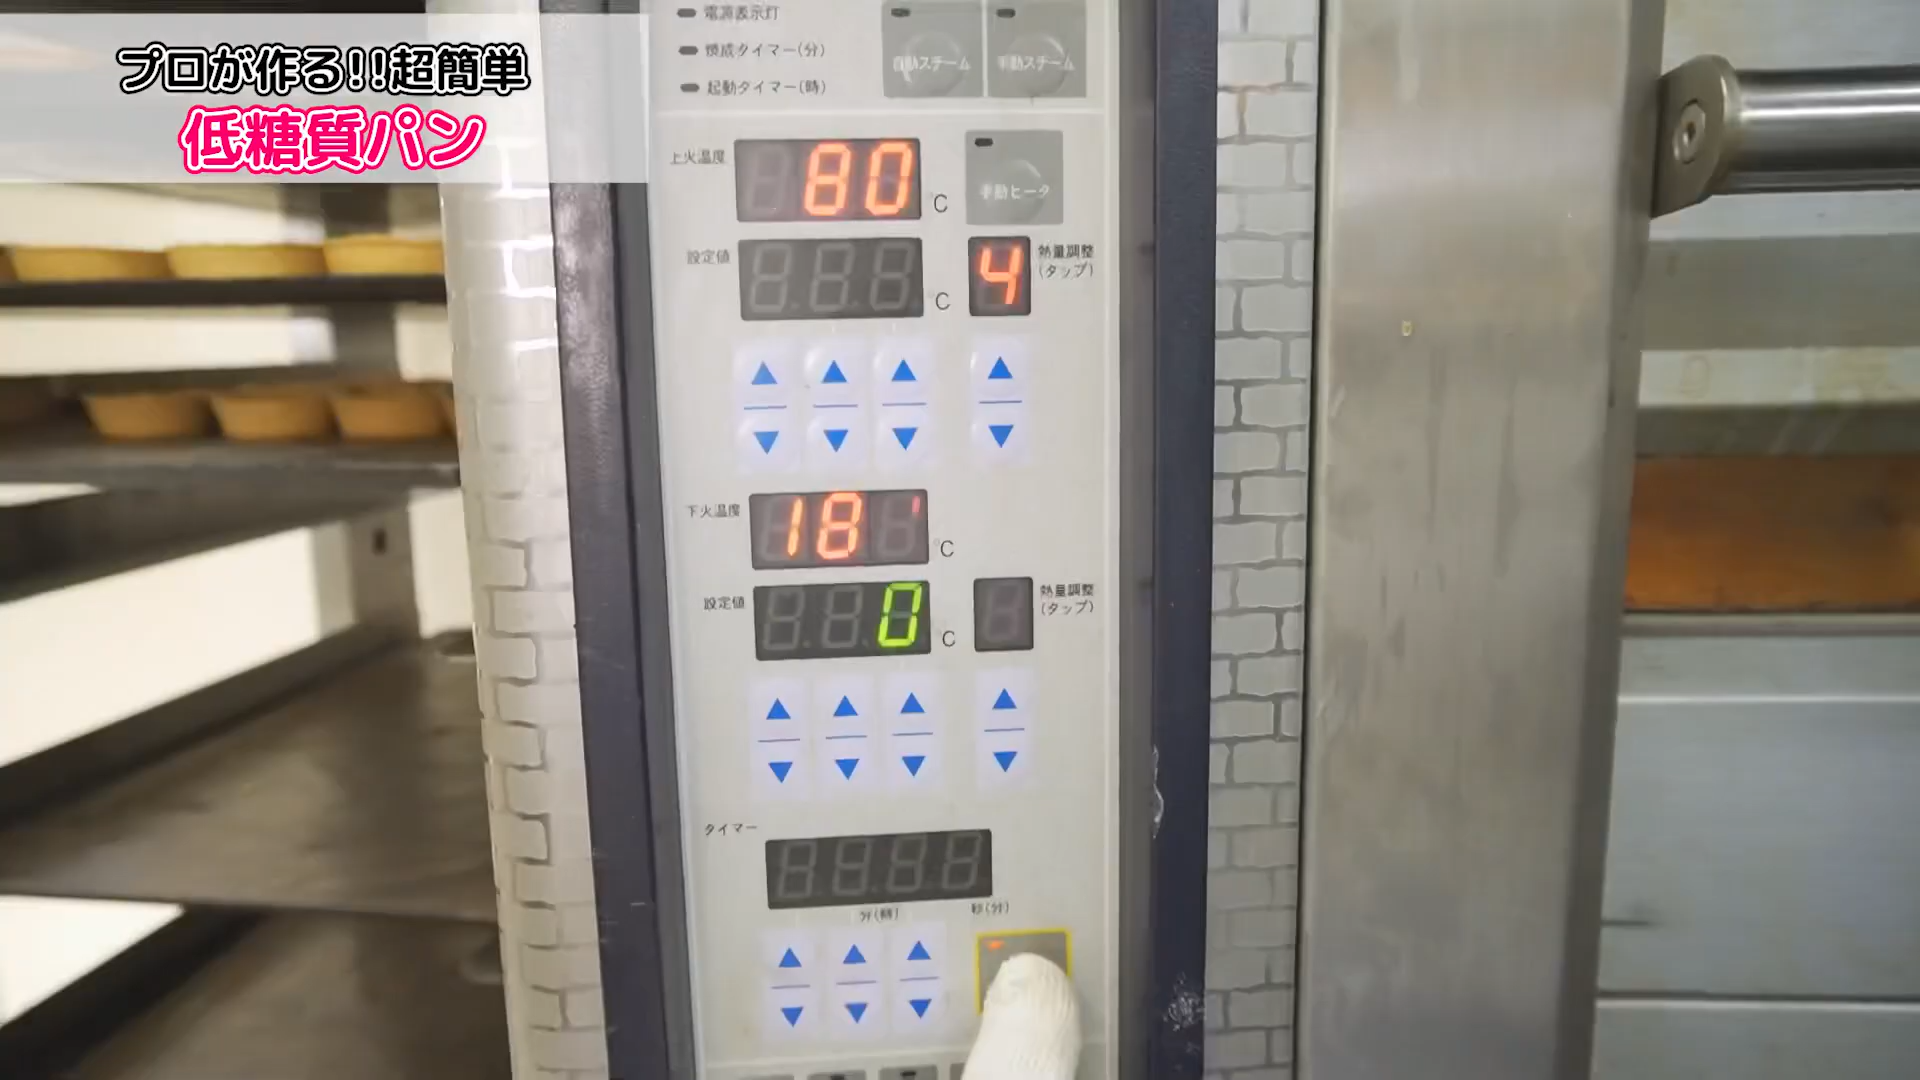 プロが作る!!超簡単
低糖質パン
電源表示灯
焼成タイマー(分)
起動タイマー(時)
自動スチーム
手動スチーム
上火温度
80
℃
手動ヒータ
設定値
℃
4
熱量調整
(タップ)
下火温度
18
℃
設定値
0
℃
熱量調整
(タップ)
タイマー
分(時)
秒(分)